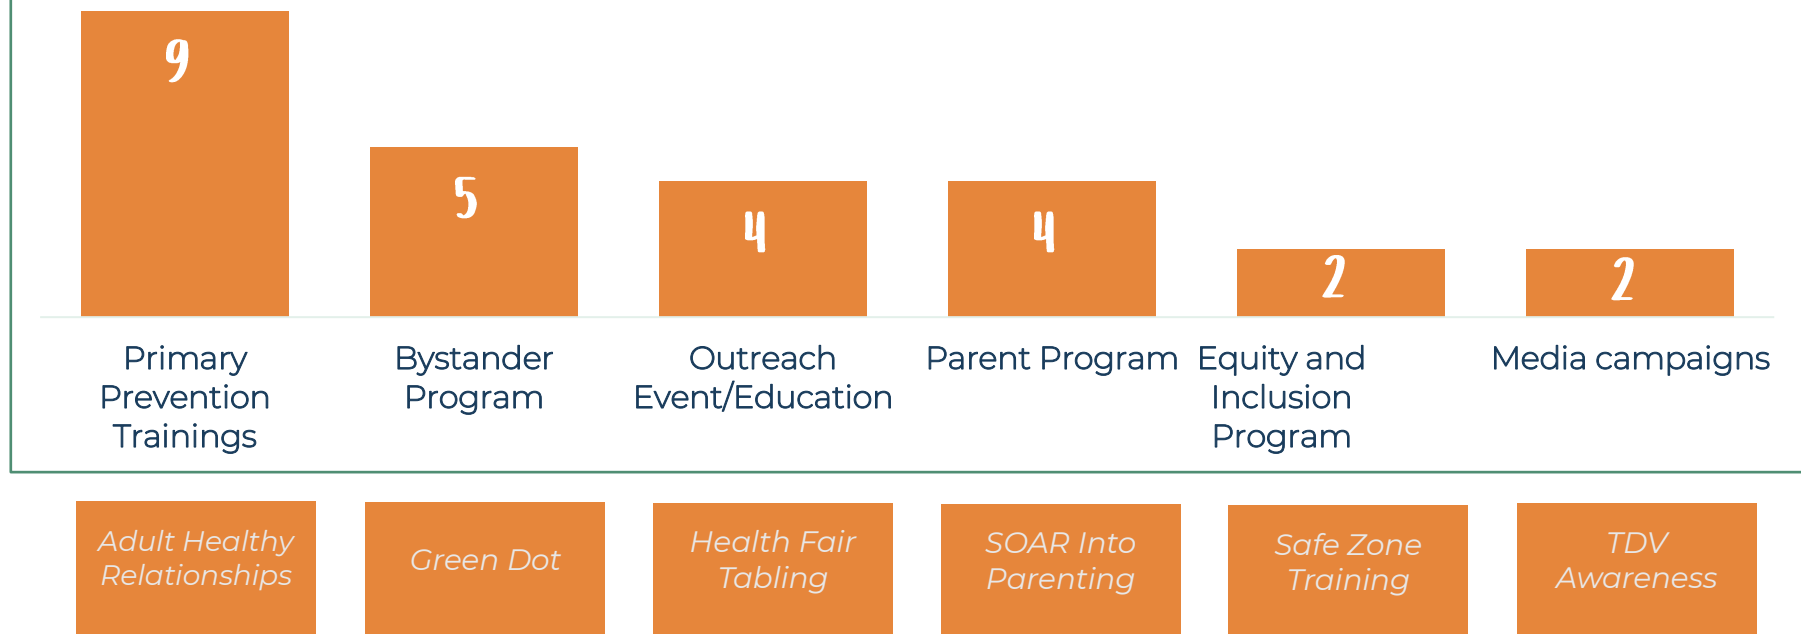 9
5
4
4
2
2
Primary
Prevention
Trainings
Bystander
Program
Outreach
Event/Education
Parent Program
Equity and
Inclusion
Program
Media campaigns
Adult Healthy
Relationships
Green Dot
Health Fair
Tabling
SOAR Into
Parenting
Safe Zone
Training
TDV
Awareness